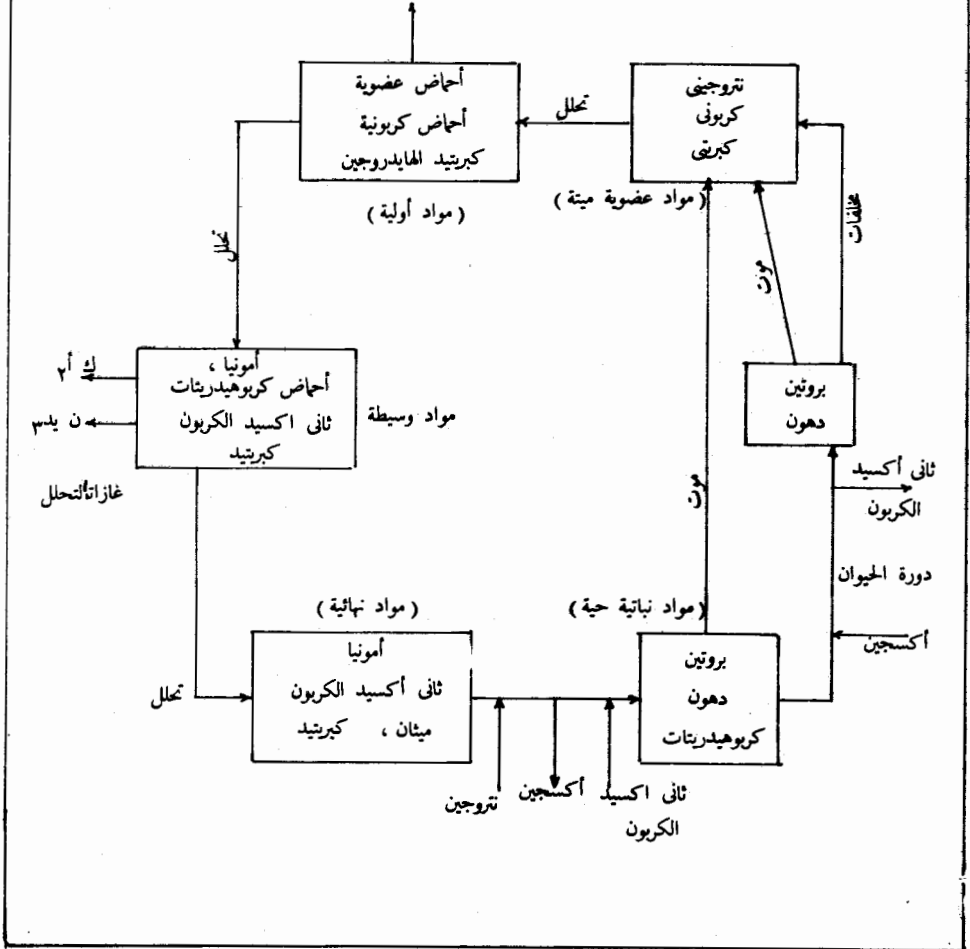 نتروجينى
كربونى
كبريتى
(مواد عضوية ميتة)
تحلل
أحماض عضوية
أحماض كربونية
كبريتيد الهايدروجين
(مواد أولية)
تحلل
مخلفات
موت
بروتين
دهون
أمونيا ،
أحماض كربوهيدريتات
ثانى اكسيد الكربون
كبريتيد
مواد وسيطة
ك أ٢
ن يد٣
غازات التحلل
موت
ثانى أكسيد
الكربون
دورة الحيوان
أكسجين
(مواد نهائية)
(مواد نباتية حية)
تحلل
أمونيا
ثانى أكسيد الكربون
ميثان ، كبريتيد
بروتين
دهون
كربوهيدريتات
نتروجين
أكسجين
ثانى اكسيد
الكربون